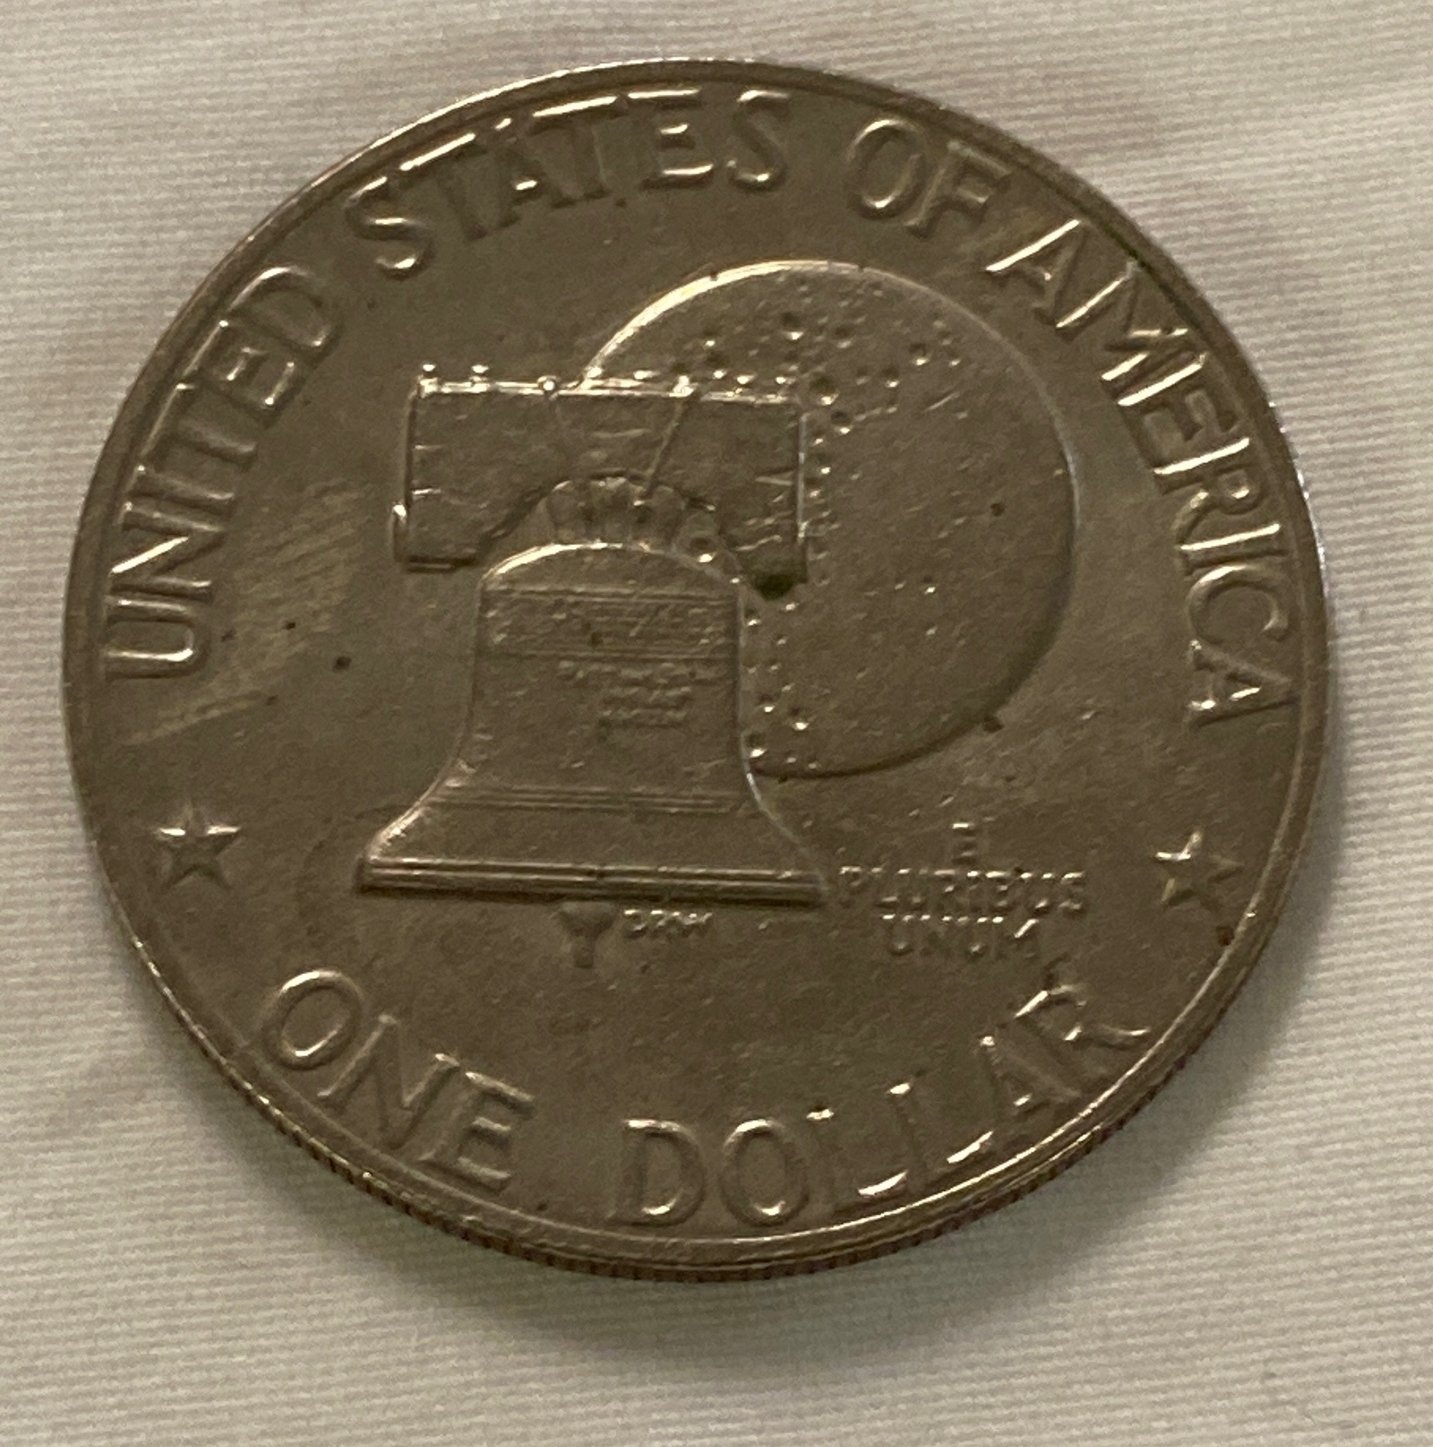 UNITED STATES OF AMERICA
E
PLURIBUS
UNUM
ONE DOLLAR